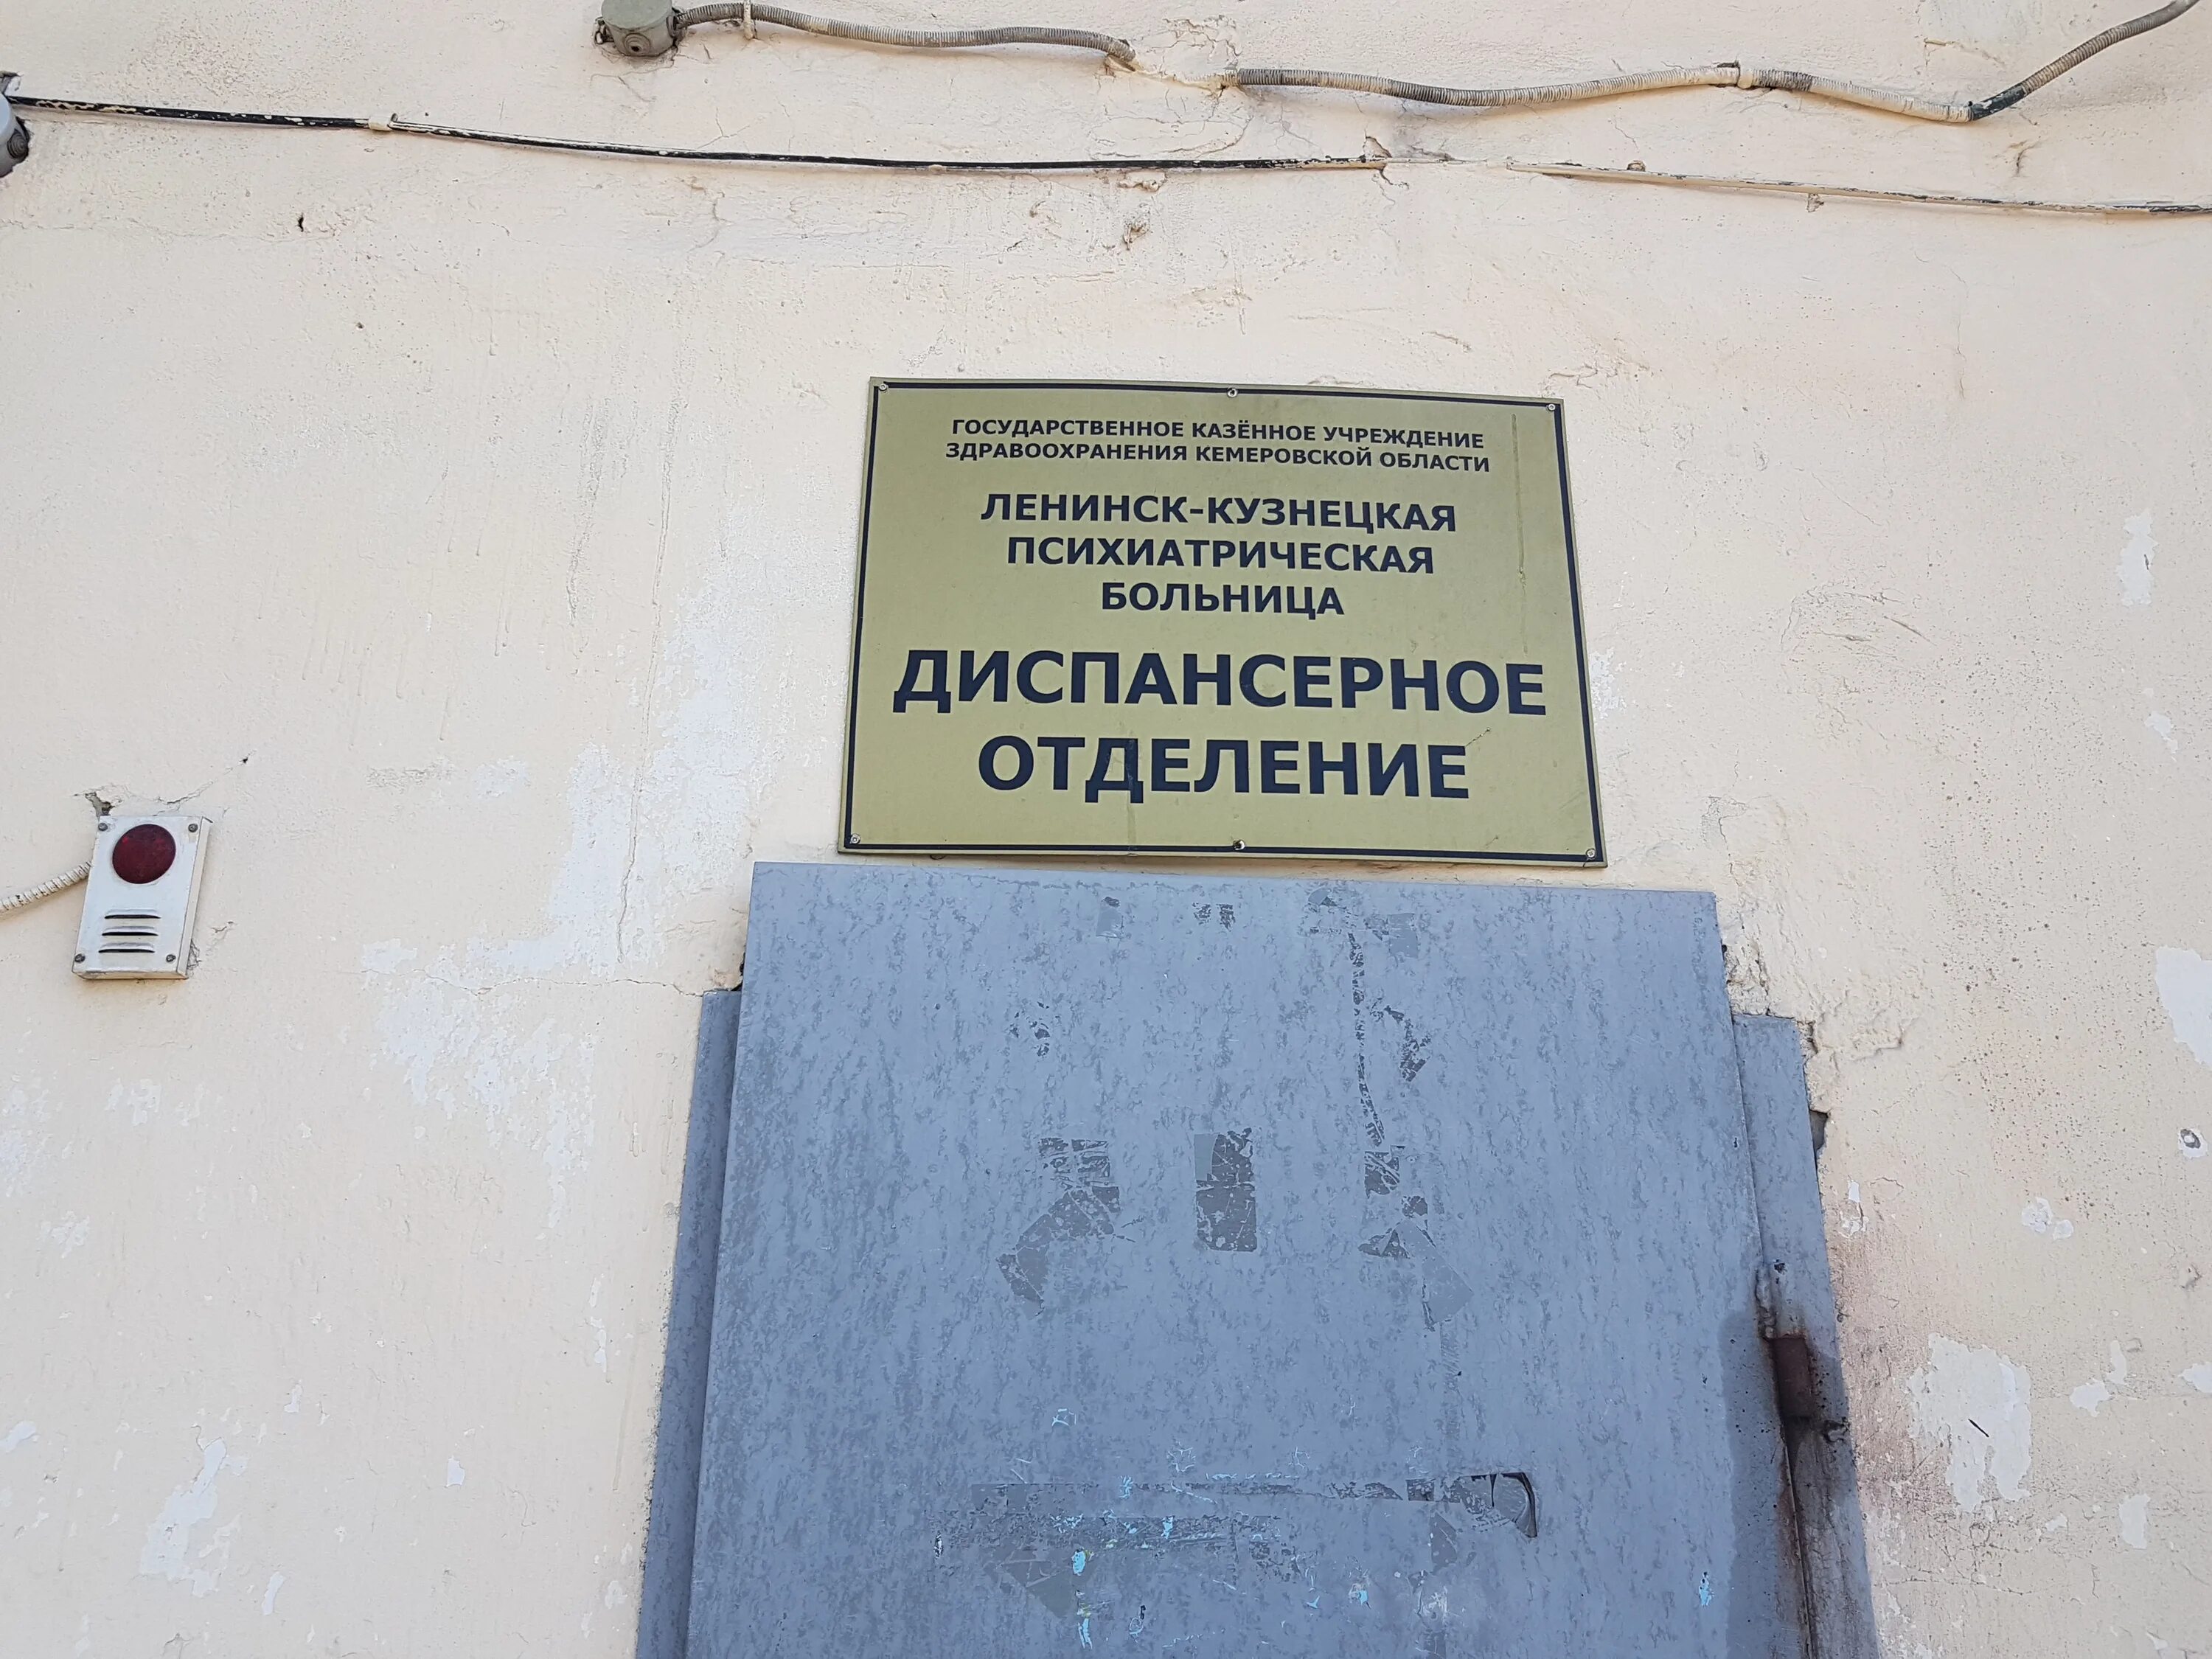 ГОСУДАРСТВЕННОЕ КАЗЁННОЕ УЧРЕЖДЕНИЕ
ЗДРАВООХРАНЕНИЯ КЕМЕРОВСКОЙ ОБЛАСТИ
ЛЕНИНСК-КУЗНЕЦКАЯ
ПСИХИАТРИЧЕСКАЯ
БОЛЬНИЦА
ДИСПАНСЕРНОЕ
ОТДЕЛЕНИЕ